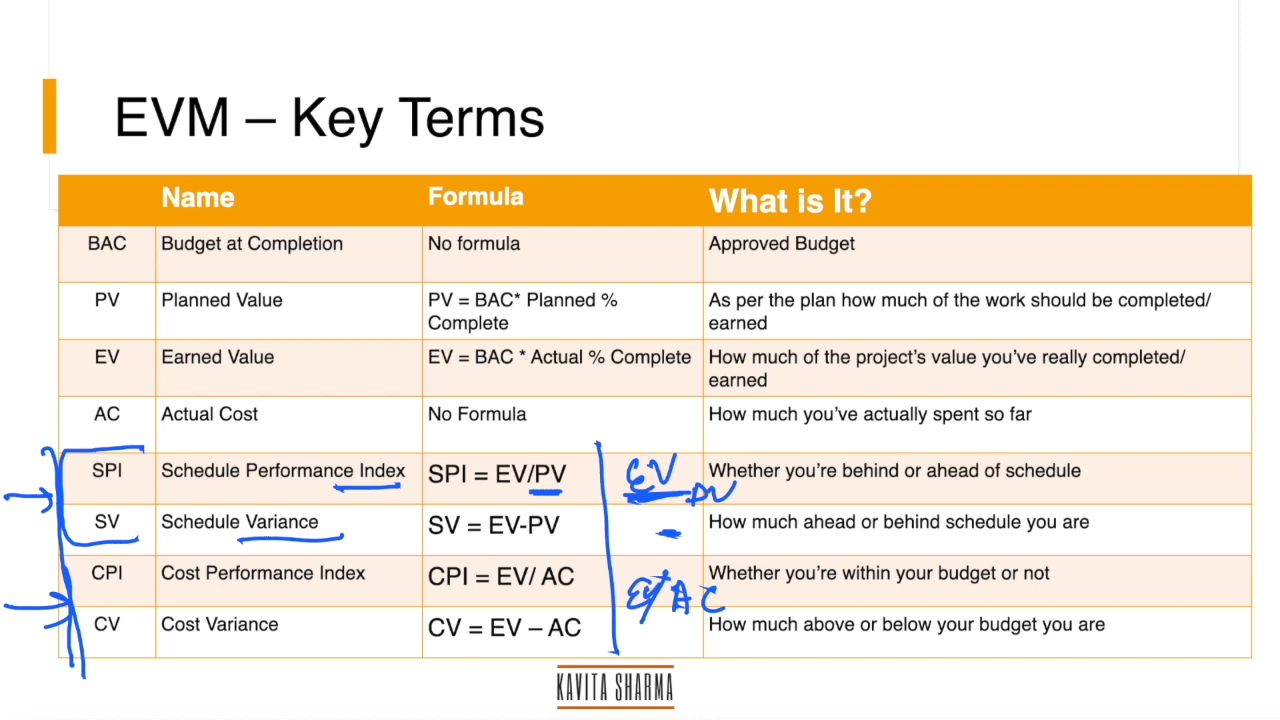 EVM – Key Terms
Name Formula What is It?
BAC Budget at Completion No formula Approved Budget
PV Planned Value PV = BAC* Planned % As per the plan how much of the work should be completed/
Complete earned
EV Earned Value EV = BAC * Actual % Complete How much of the project's value you've really completed/
earned
AC Actual Cost No Formula How much you've actually spent so far
SPI Schedule Performance Index SPI = EV/PV EV Whether you're behind or ahead of schedule
PV
SV Schedule Variance SV = EV-PV - How much ahead or behind schedule you are
CPI Cost Performance Index CPI = EV/ AC Whether you're within your budget or not
EV AC
CV Cost Variance CV = EV – AC How much above or below your budget you are
KAVITA SHARMA